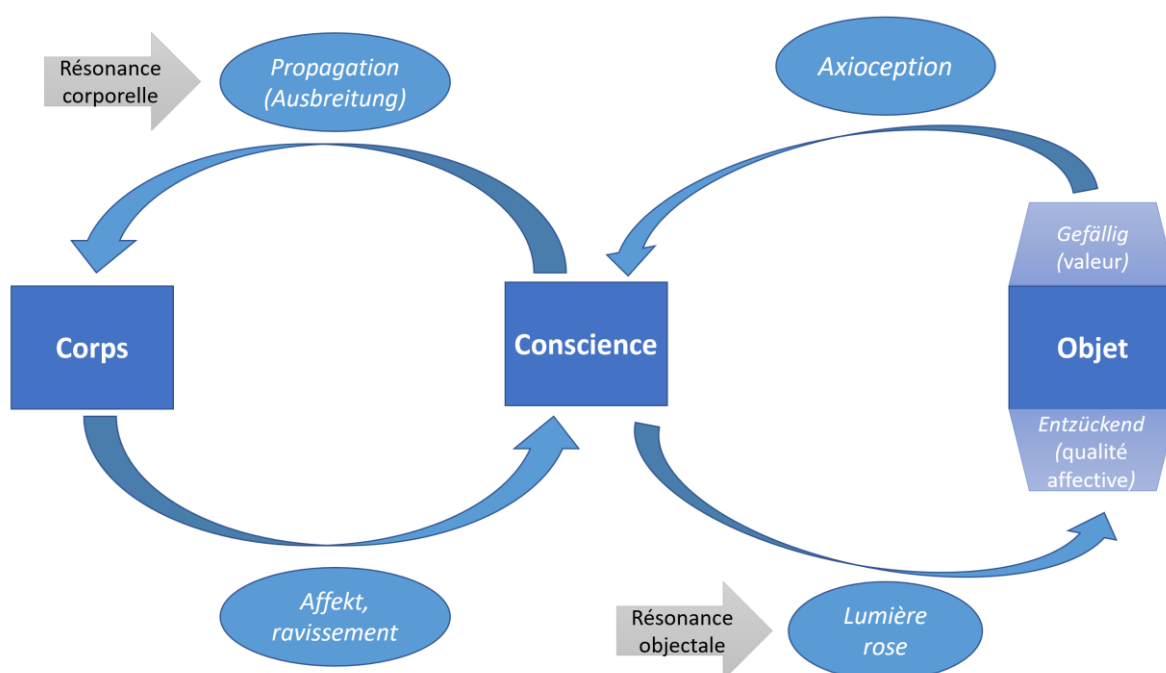 Résonance
corporelle
Propagation
(Ausbreitung)
Axioception
Gefällig
(valeur)
Corps
Conscience
Objet
Entzückend
(qualité
affective)
Affekt,
ravissement
Résonance
objectale
Lumière
rose